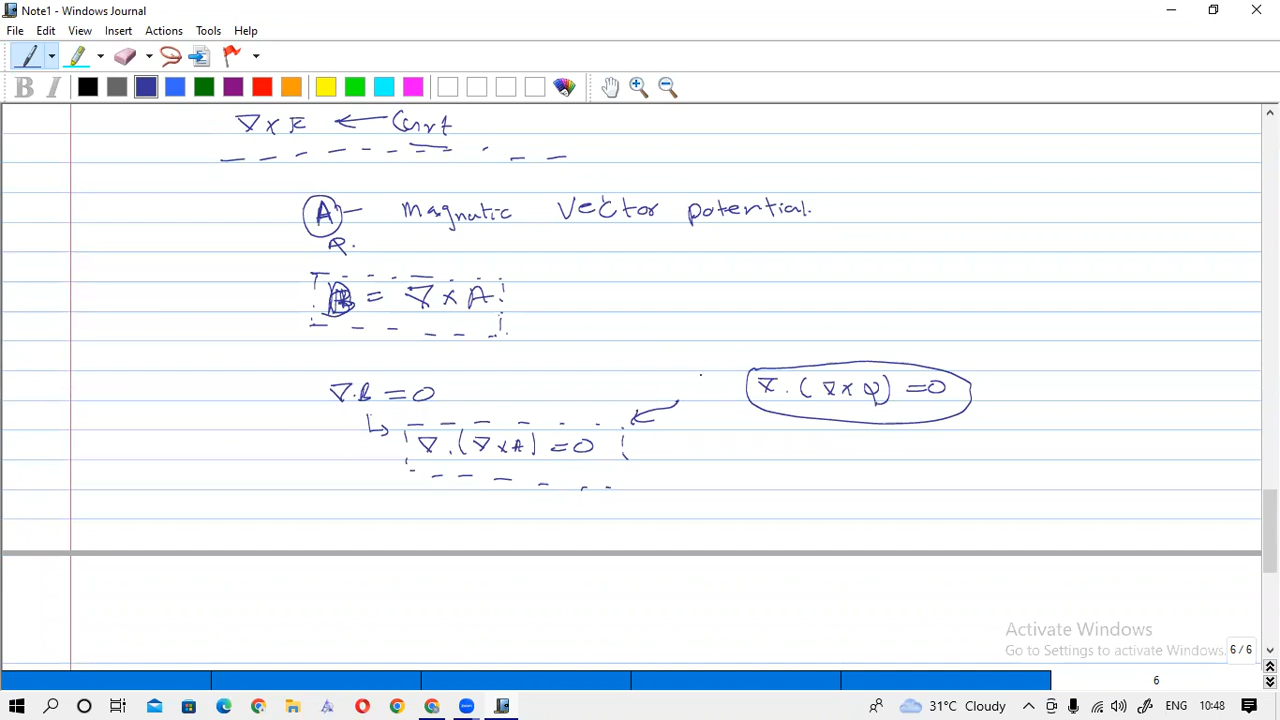 Note1 - Windows Journal
File Edit View Insert Actions Tools Help
B I
∇ x E ← Curl
A - Magnatic Vector potential.
B = ∇ x A
∇.B = 0
∇.(∇ x Q) = 0
∇.(∇ x A) = 0
Activate Windows
Go to Settings to activate Windows.
6 / 6
6
31°C Cloudy
ENG
10:48